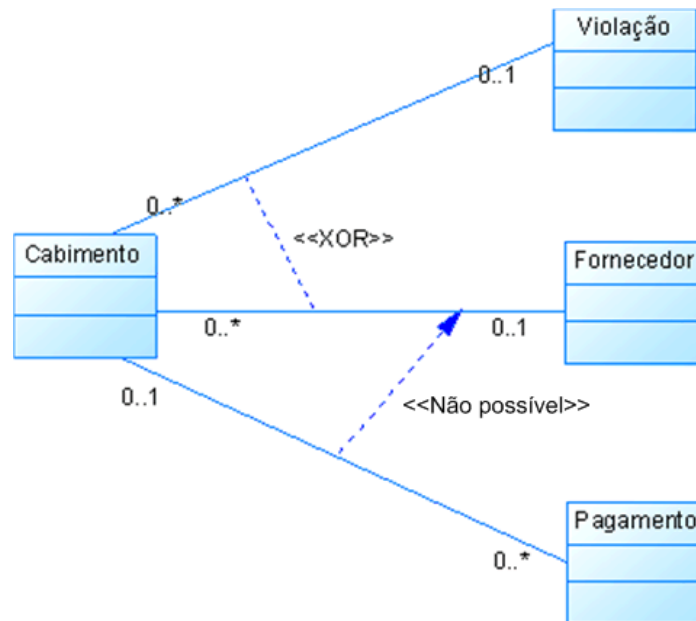 Violação
0..1
0..*
<<XOR>>
Cabimento
Fornecedor
0..*
0..1
0..1
<<Não possível>>
Pagamento
0..*